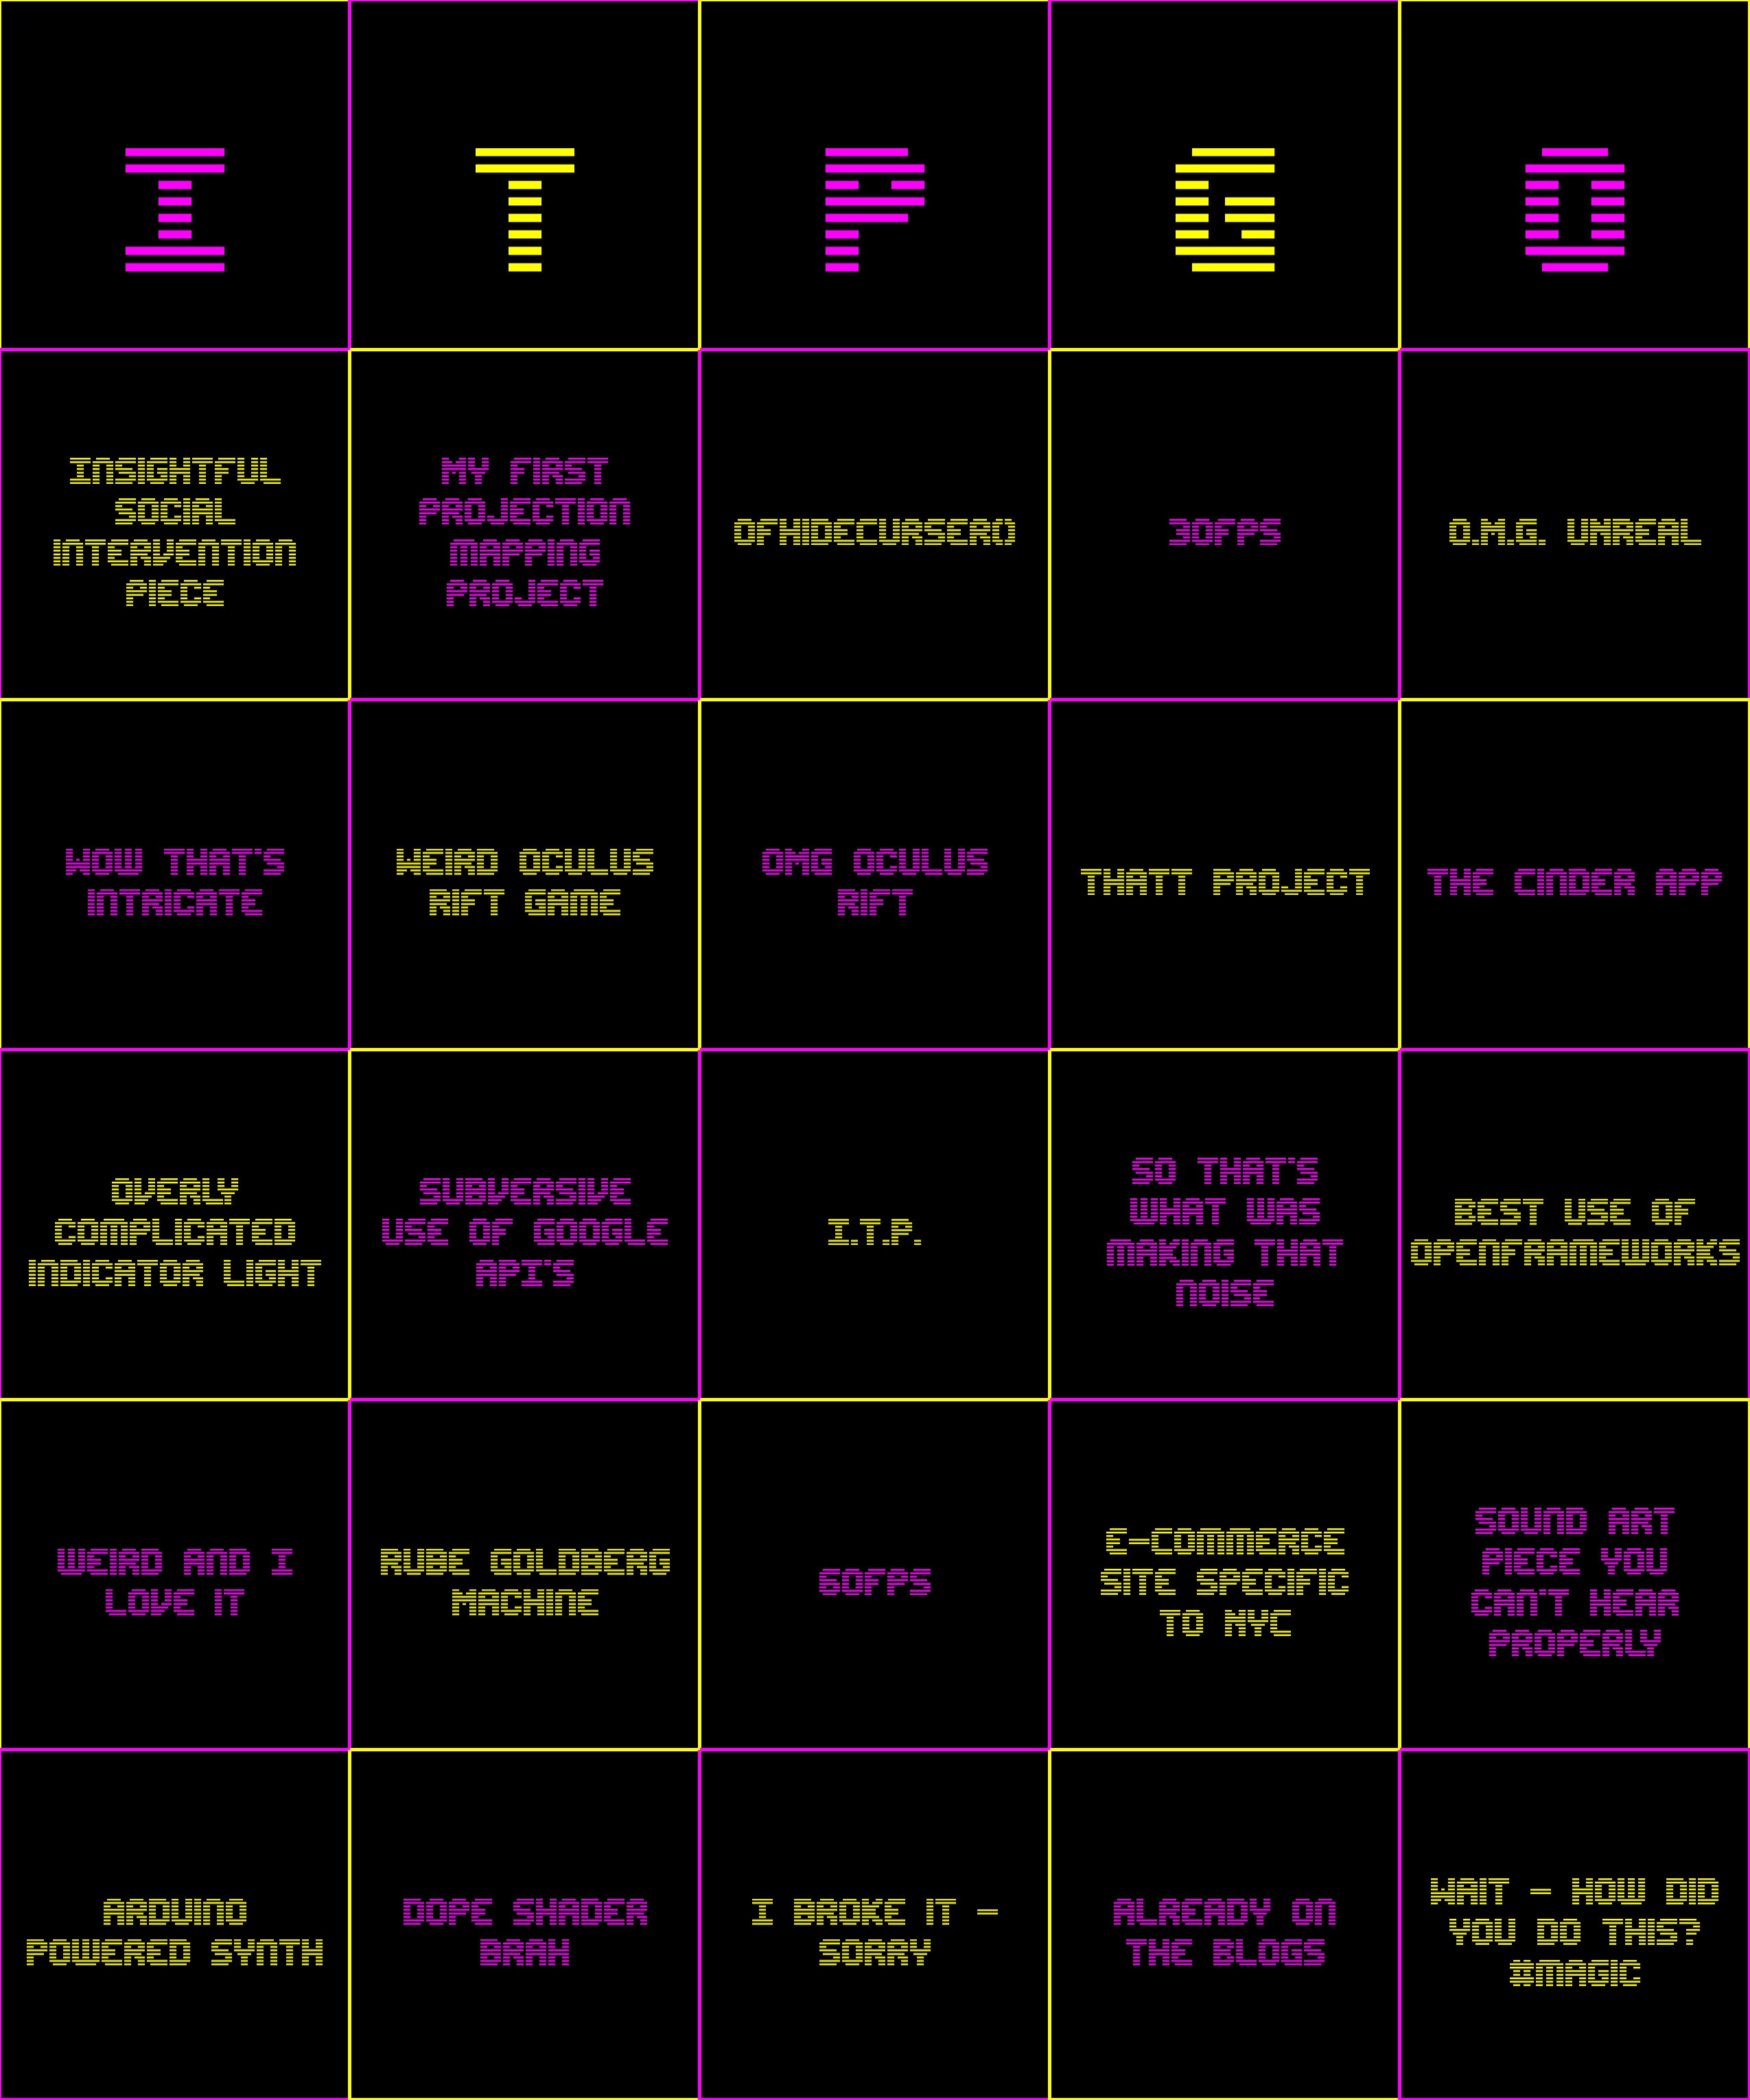 I T P G O
INSIGHTFUL
SOCIAL
INTERVENTION
PIECE
MY FIRST
PROJECTION
MAPPING
PROJECT
OFHIDECURSERO
30FPS
O.M.G. UNREAL
WOW THAT'S
INTRICATE
WEIRD OCULUS
RIFT GAME
OMG OCULUS
RIFT
THATT PROJECT
THE CINDER APP
OVERLY
COMPLICATED
INDICATOR LIGHT
SUBVERSIVE
USE OF GOOGLE
API'S
I.T.P.
SO THAT'S
WHAT WAS
MAKING THAT
NOISE
BEST USE OF
OPENFRAMEWORKS
WEIRD AND I
LOVE IT
RUBE GOLDBERG
MACHINE
60FPS
E-COMMERCE
SITE SPECIFIC
TO NYC
SOUND ART
PIECE YOU
CAN'T HEAR
PROPERLY
ARDUINO
POWERED SYNTH
DOPE SHADER
BRAH
I BROKE IT -
SORRY
ALREADY ON
THE BLOGS
WAIT - HOW DID
YOU DO THIS?
#MAGIC